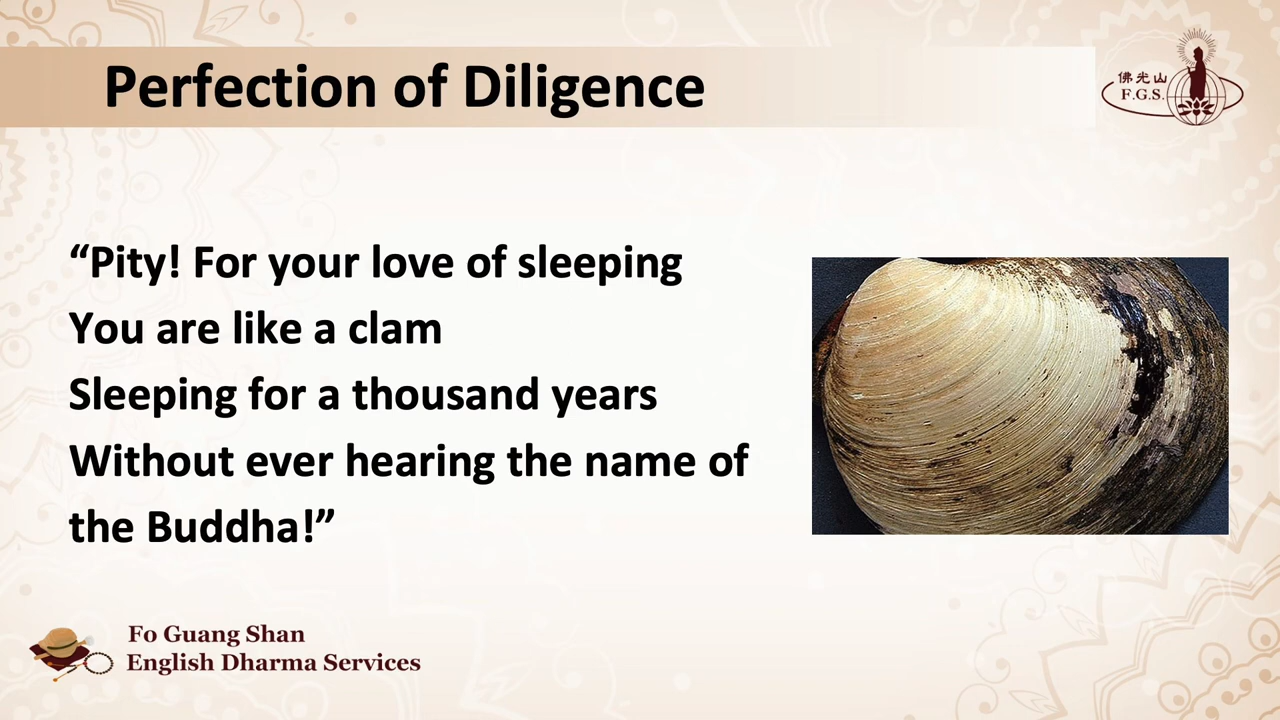 Perfection of Diligence
佛光山
F.G.S.
“Pity! For your love of sleeping
You are like a clam
Sleeping for a thousand years
Without ever hearing the name of
the Buddha!”
Fo Guang Shan
English Dharma Services